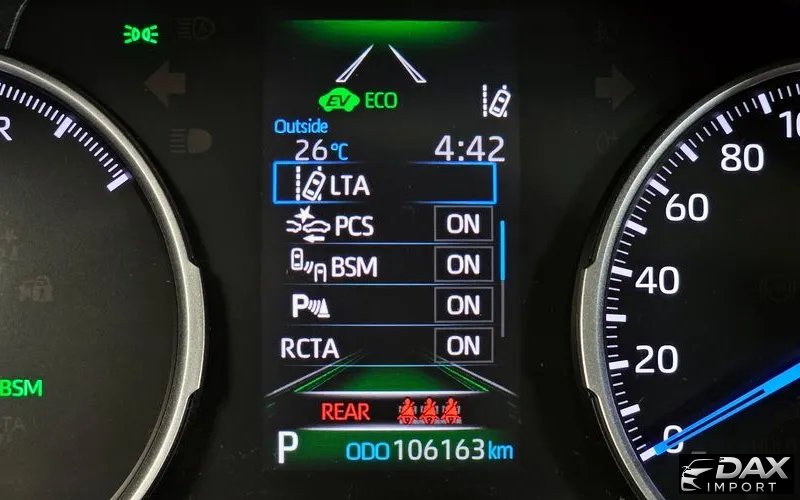 EV ECO
Outside
26°C 4:42
LTA
PCS ON
BSM ON
P ON
RCTA ON
REAR
P ODO 106163 km
R
BSM
100
80
60
40
20
0
DAX
IMPORT